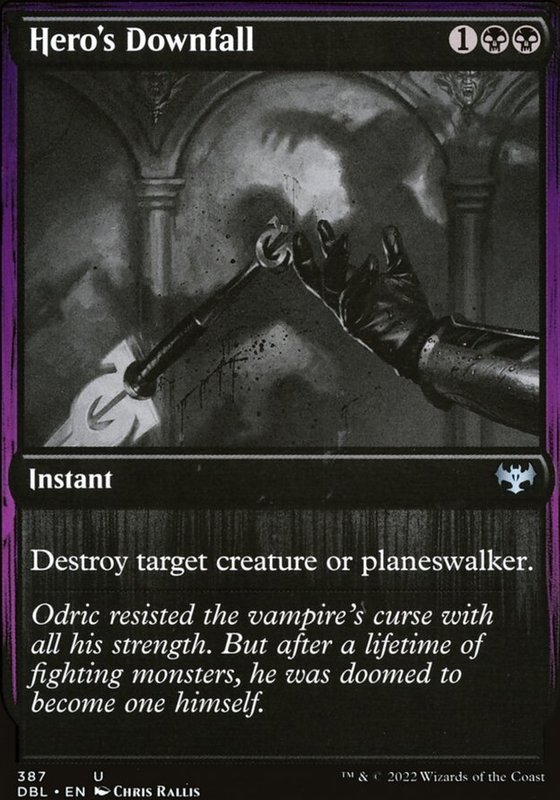 Hero's Downfall
1
Instant
Destroy target creature or planeswalker.
Odric resisted the vampire's curse with
all his strength. But after a lifetime of
fighting monsters, he was doomed to
become one himself.
387 U
DBL • EN Chris Rallis
™ & © 2022 Wizards of the Coast